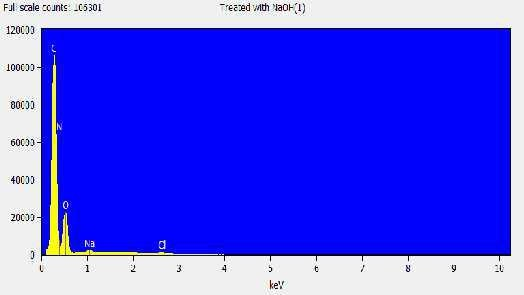 Full scale counts: 106301
Treated with NaOH(1)
120000
100000
80000
60000
40000
20000
0
C
N
O
Na
Cl
0 1 2 3 4 5 6 7 8 9 10
keV